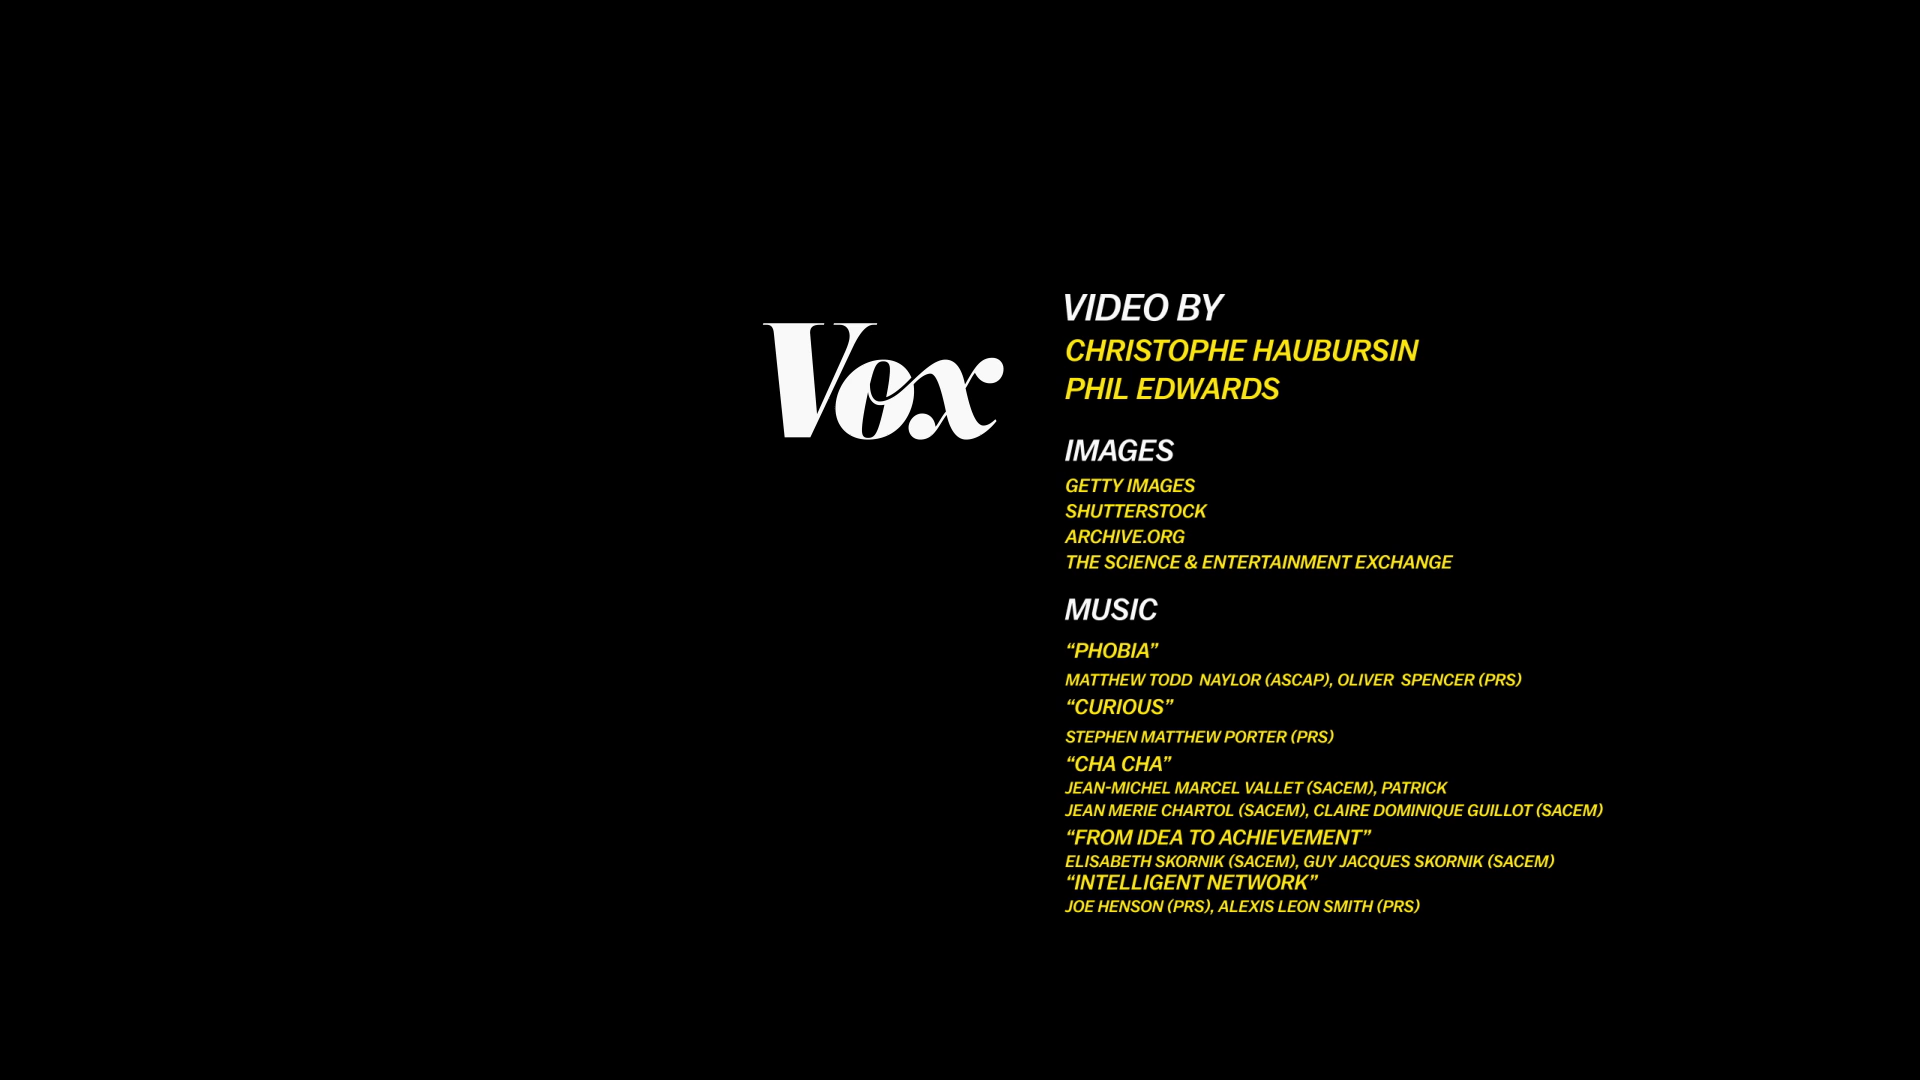 Vox
VIDEO BY
CHRISTOPHE HAUBURSIN
PHIL EDWARDS
IMAGES
GETTY IMAGES
SHUTTERSTOCK
ARCHIVE.ORG
THE SCIENCE & ENTERTAINMENT EXCHANGE
MUSIC
“PHOBIA”
MATTHEW TODD NAYLOR (ASCAP), OLIVER SPENCER (PRS)
“CURIOUS”
STEPHEN MATTHEW PORTER (PRS)
“CHA CHA”
JEAN-MICHEL MARCEL VALLET (SACEM), PATRICK
JEAN MERIE CHARTOL (SACEM), CLAIRE DOMINIQUE GUILLOT (SACEM)
“FROM IDEA TO ACHIEVEMENT”
ELISABETH SKORNIK (SACEM), GUY JACQUES SKORNIK (SACEM)
“INTELLIGENT NETWORK”
JOE HENSON (PRS), ALEXIS LEON SMITH (PRS)